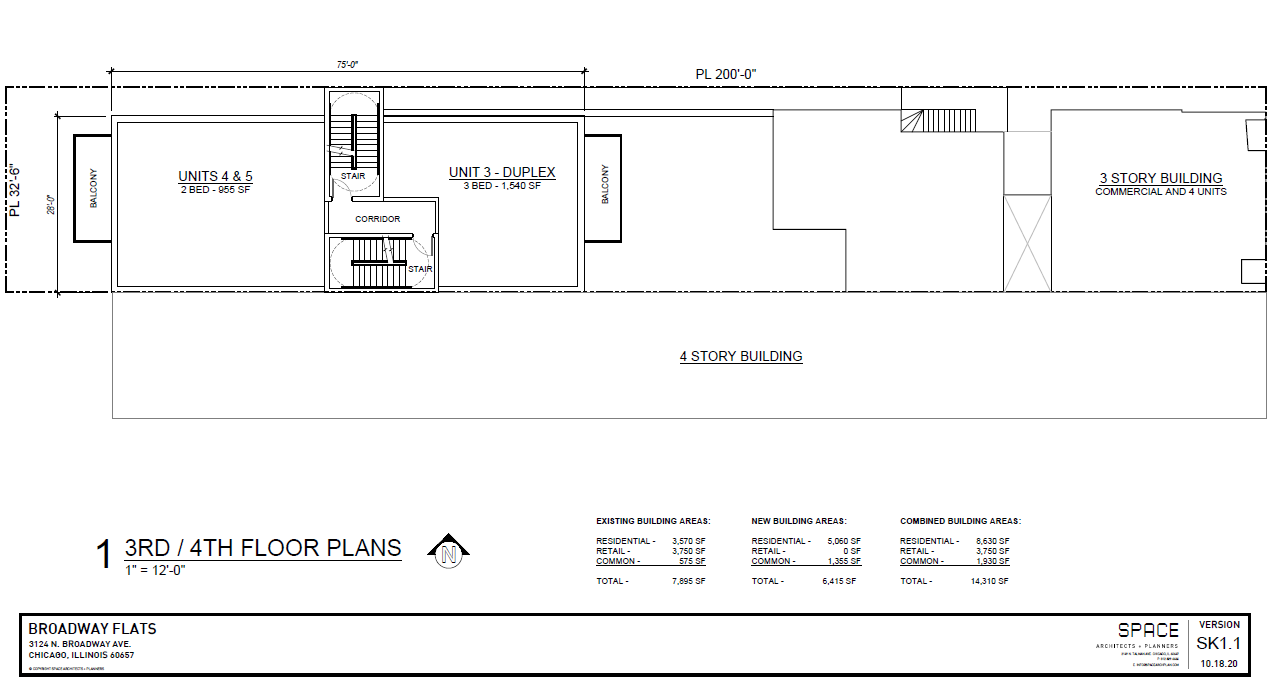 75'-0"
PL 200'-0"
PL 32'-6"
28'-0"
BALCONY
UNITS 4 & 5
2 BED - 955 SF
STAIR
CORRIDOR
STAIR
UNIT 3 - DUPLEX
3 BED - 1,540 SF
BALCONY
3 STORY BUILDING
COMMERCIAL AND 4 UNITS
4 STORY BUILDING
1 3RD / 4TH FLOOR PLANS
1" = 12'-0"
N
EXISTING BUILDING AREAS:
RESIDENTIAL - 3,570 SF
RETAIL - 3,750 SF
COMMON - 575 SF
TOTAL - 7,895 SF
NEW BUILDING AREAS:
RESIDENTIAL - 5,060 SF
RETAIL - 0 SF
COMMON - 1,355 SF
TOTAL - 6,415 SF
COMBINED BUILDING AREAS:
RESIDENTIAL - 8,630 SF
RETAIL - 3,750 SF
COMMON - 1,930 SF
TOTAL - 14,310 SF
BROADWAY FLATS
3124 N. BROADWAY AVE.
CHICAGO, ILLINOIS 60657
© COPYRIGHT SPACE ARCHITECTS + PLANNERS
SPACE
ARCHITECTS + PLANNERS
VERSION
SK1.1
10.18.20